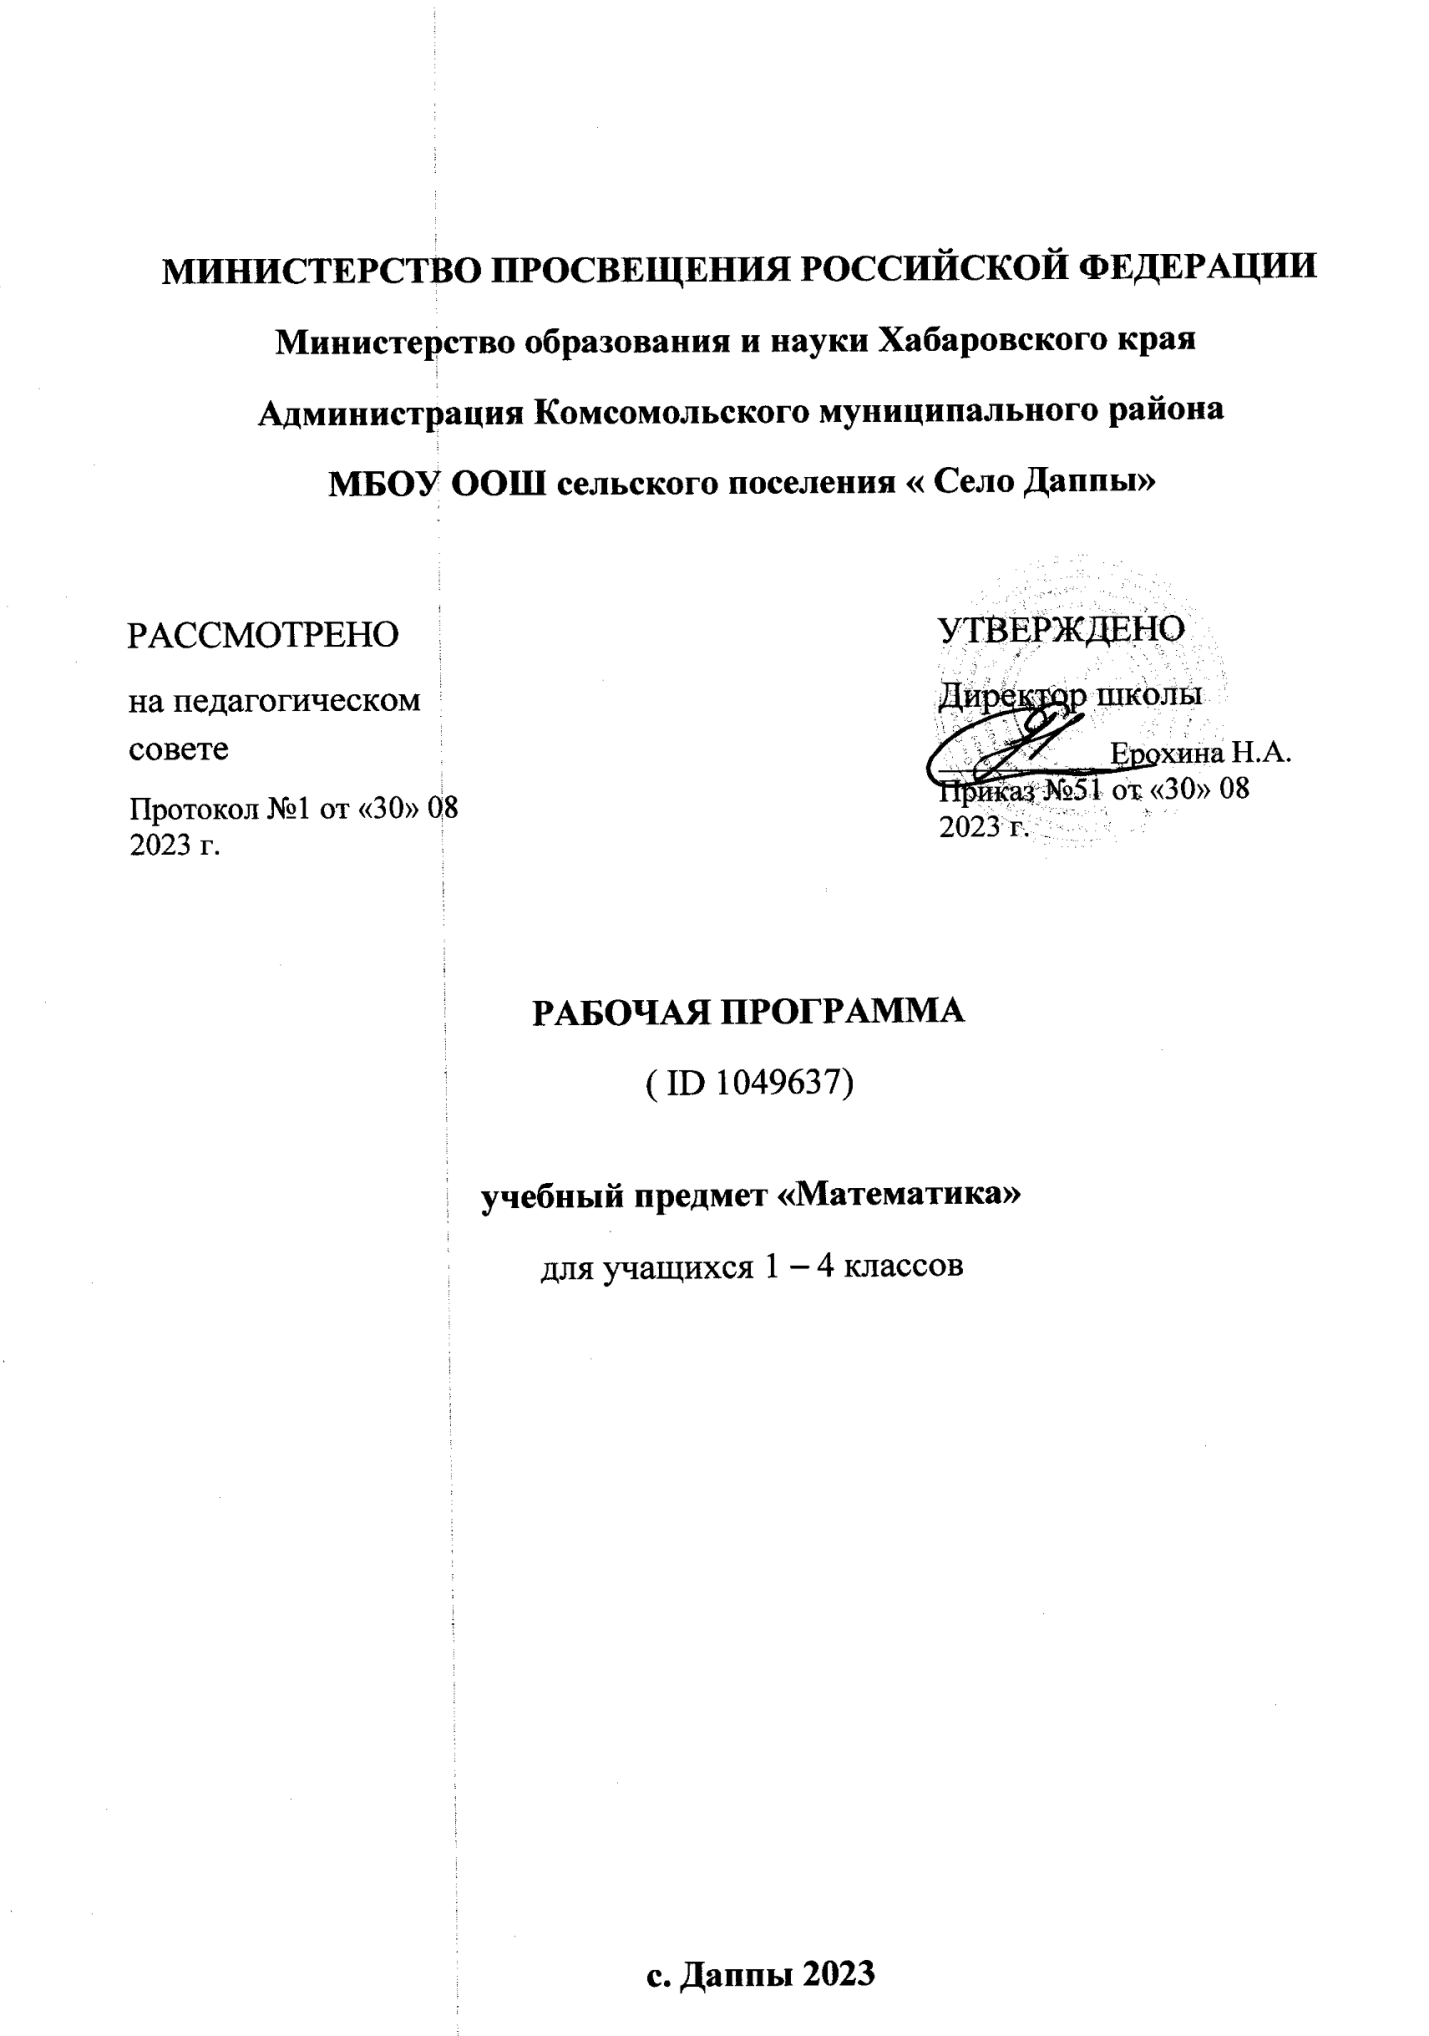 МИНИСТЕРСТВО ПРОСВЕЩЕНИЯ РОССИЙСКОЙ ФЕДЕРАЦИИ
Министерство образования и науки Хабаровского края
Администрация Комсомольского муниципального района
МБОУ ООШ сельского поселения « Село Даппы»
РАССМОТРЕНО
на педагогическом
совете
Протокол №1 от «30» 08
2023 г.
УТВЕРЖДЕНО
Директор школы
Ерохина Н.А.
Приказ №51 от «30» 08
2023 г.
РАБОЧАЯ ПРОГРАММА
( ID 1049637)
учебный предмет «Математика»
для учащихся 1 – 4 классов
с. Даппы 2023